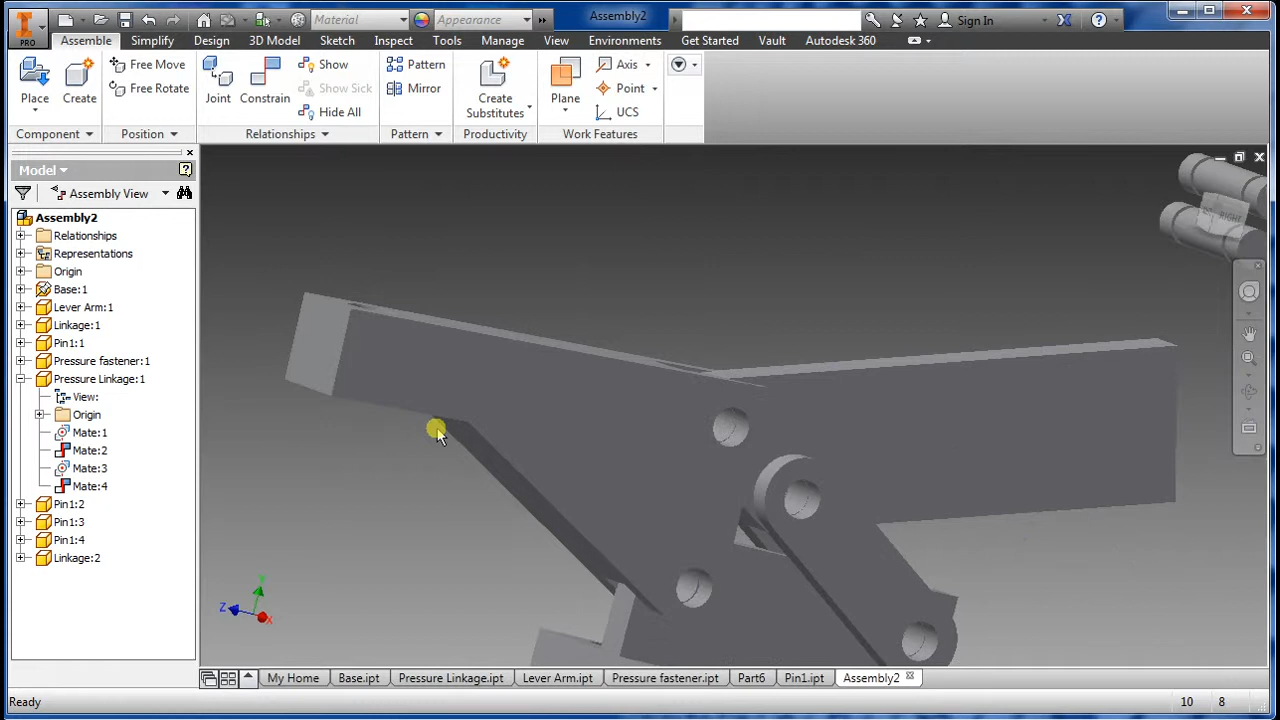 Material
Appearance
Assembly2
Sign In
PRO
Assemble
Simplify
Design
3D Model
Sketch
Inspect
Tools
Manage
View
Environments
Get Started
Vault
Autodesk 360
Place
Create
Free Move
Free Rotate
Joint
Constrain
Show
Show Sick
Hide All
Pattern
Mirror
Create
Substitutes
Plane
Axis
Point
UCS
Component
Position
Relationships
Pattern
Productivity
Work Features
Model
Assembly View
Assembly2
Relationships
Representations
Origin
Base:1
Lever Arm:1
Linkage:1
Pin1:1
Pressure fastener:1
Pressure Linkage:1
View:
Origin
Mate:1
Mate:2
Mate:3
Mate:4
Pin1:2
Pin1:3
Pin1:4
Linkage:2
RIGHT
Y
Z
X
My Home
Base.ipt
Pressure Linkage.ipt
Lever Arm.ipt
Pressure fastener.ipt
Part6
Pin1.ipt
Assembly2
Ready
10
8